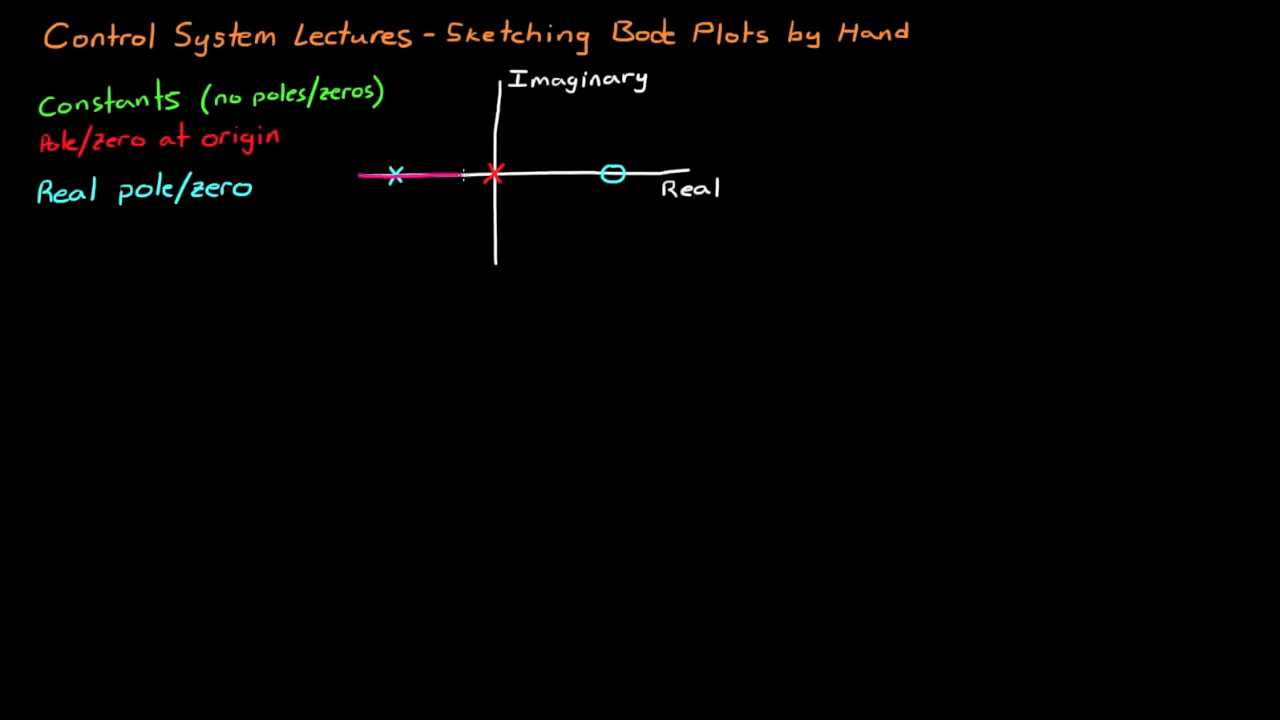 Control System Lectures - Sketching Bode Plots by Hand
Constants (no poles/zeros)
Pole/zero at origin
Real pole/zero
Imaginary
Real